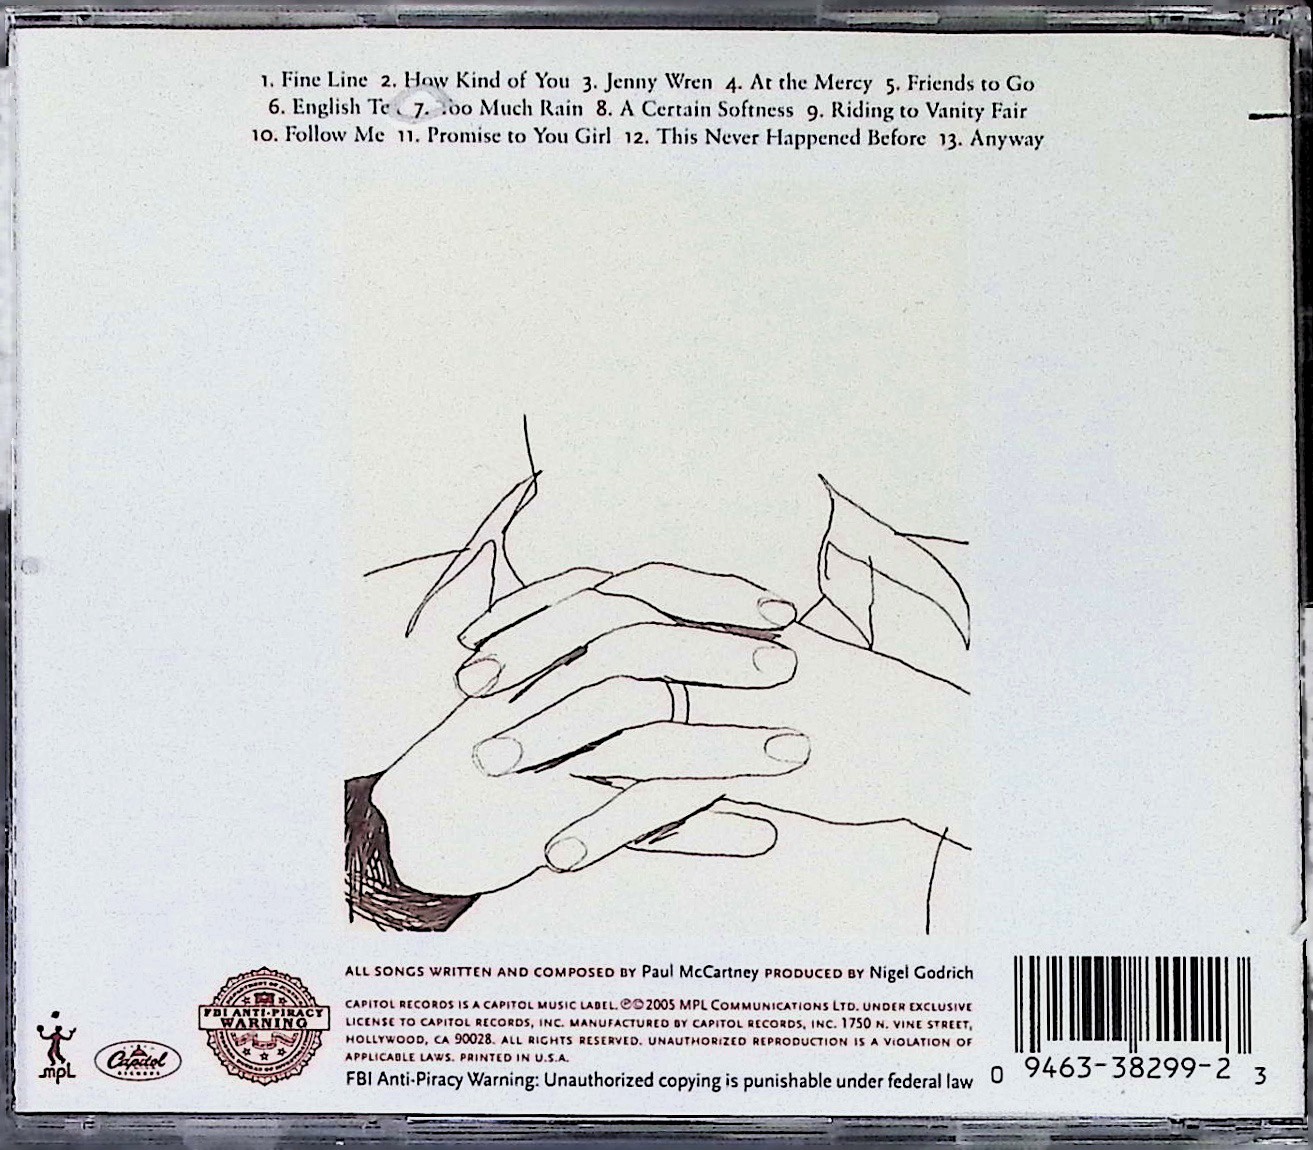 1. Fine Line 2. How Kind of You 3. Jenny Wren 4. At the Mercy 5. Friends to Go
6. English 7. Too Much Rain 8. A Certain Softness 9. Riding to Vanity Fair
10. Follow Me 11. Promise to You Girl 12. This Never Happened Before 13. Anyway
ALL SONGS WRITTEN AND COMPOSED BY Paul McCartney PRODUCED BY Nigel Godrich
CAPITOL RECORDS IS A CAPITOL MUSIC LABEL. ℗©2005 MPL COMMUNICATIONS LTD. UNDER EXCLUSIVE
LICENSE TO CAPITOL RECORDS, INC. MANUFACTURED BY CAPITOL RECORDS, INC. 1750 N. VINE STREET,
HOLLYWOOD, CA 90028. ALL RIGHTS RESERVED. UNAUTHORIZED REPRODUCTION IS A VIOLATION OF
APPLICABLE LAWS. PRINTED IN U.S.A.
FBI Anti-Piracy Warning: Unauthorized copying is punishable under federal law
FBI ANTI-PIRACY
WARNING
mpL
Capitol
RECORDS
0 9463-38299-2 3